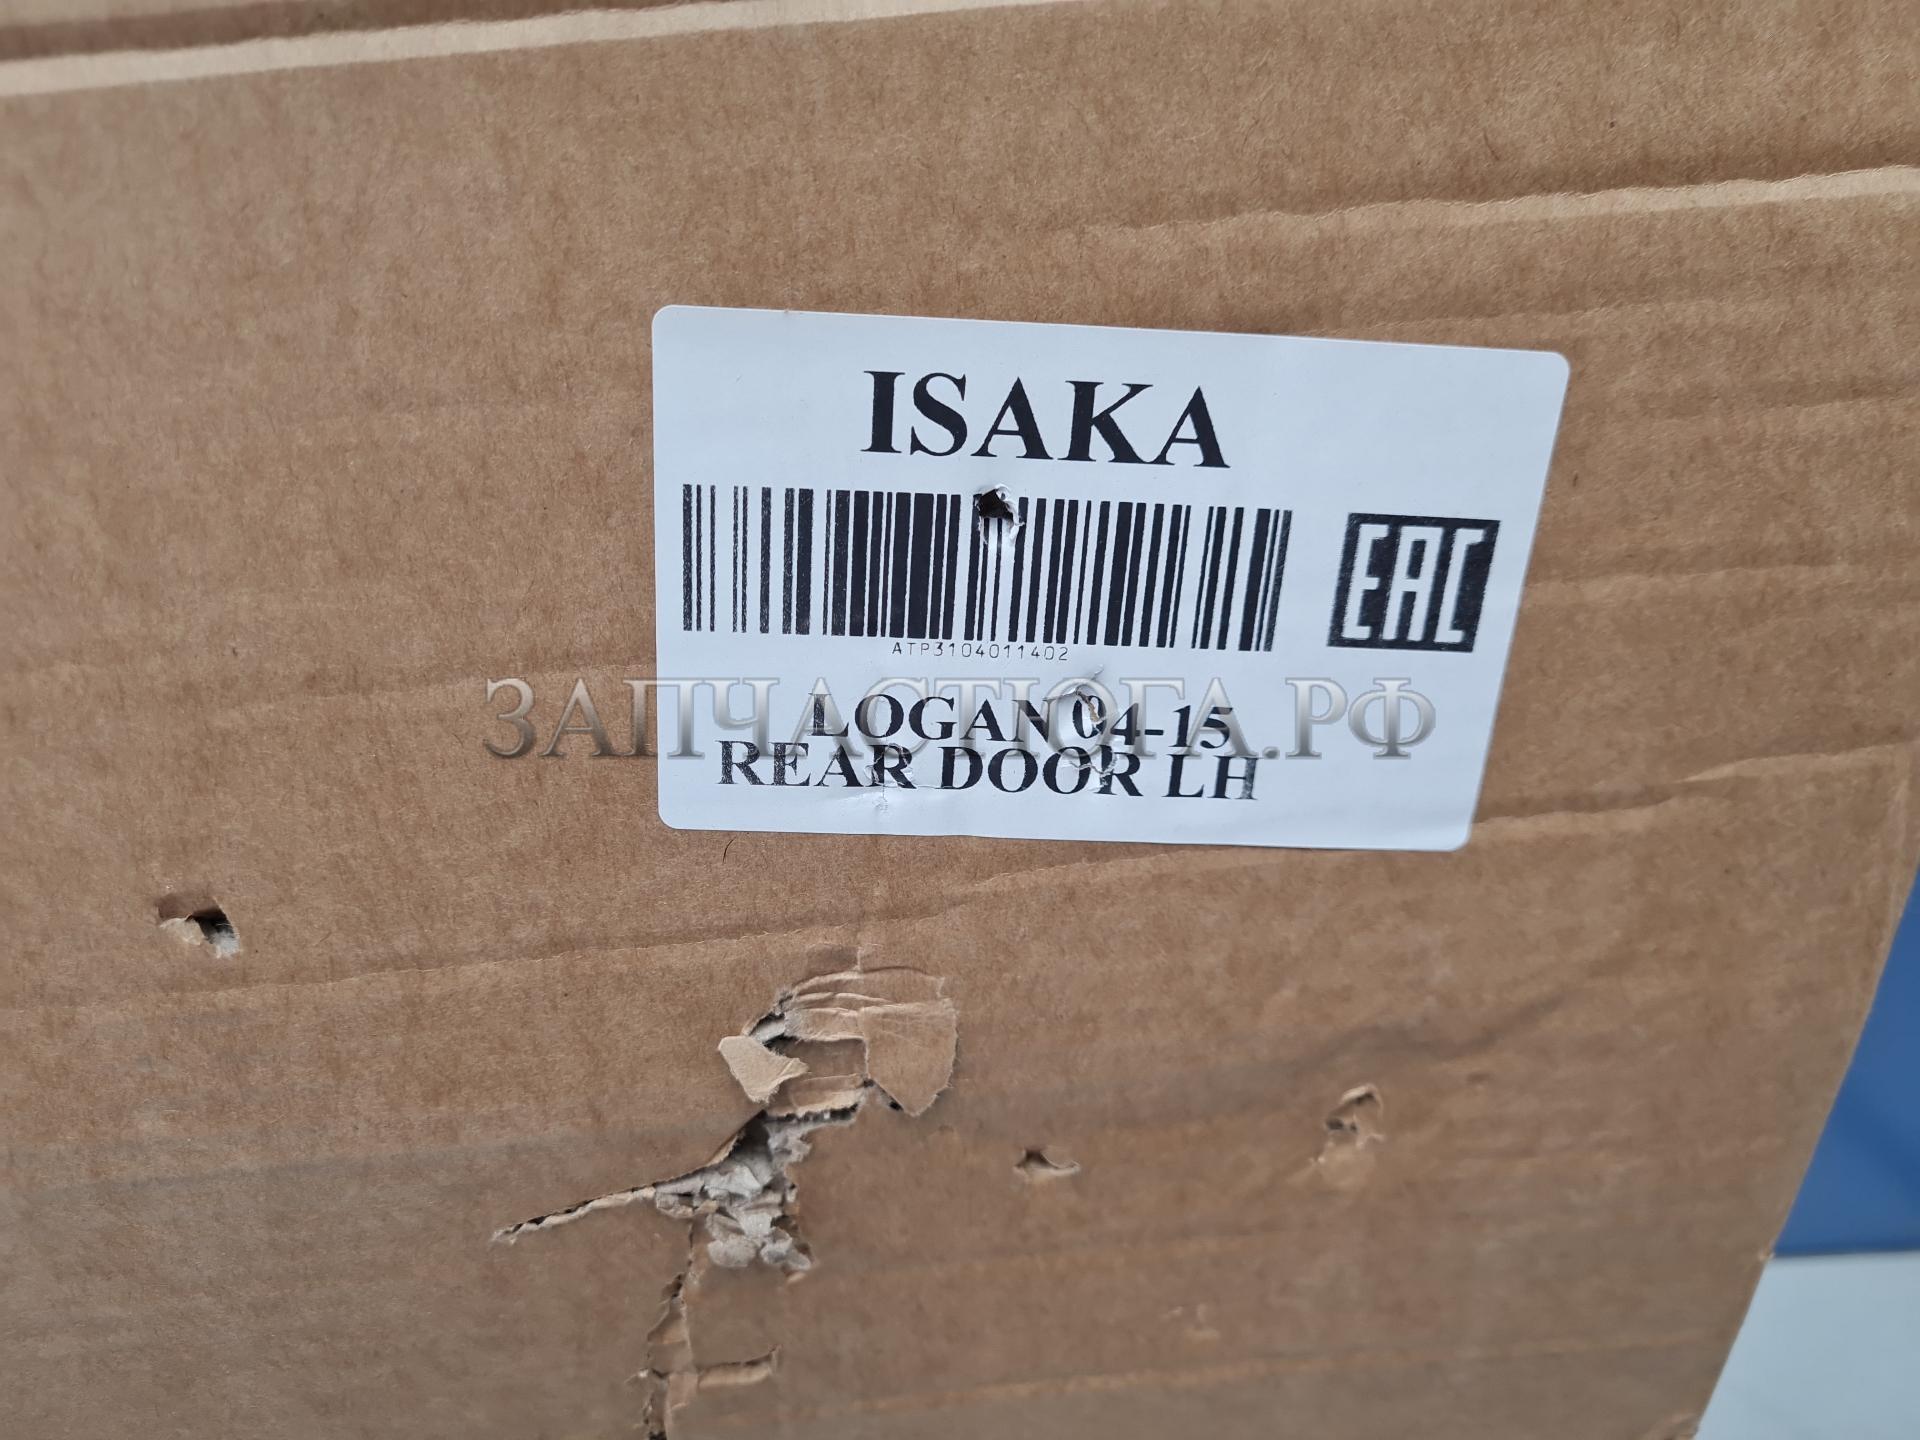 ISAKA
EAC
ATP3104011402
ЗАПЧАСТЮГА.РФ
LOGAN 04-15
REAR DOOR LH